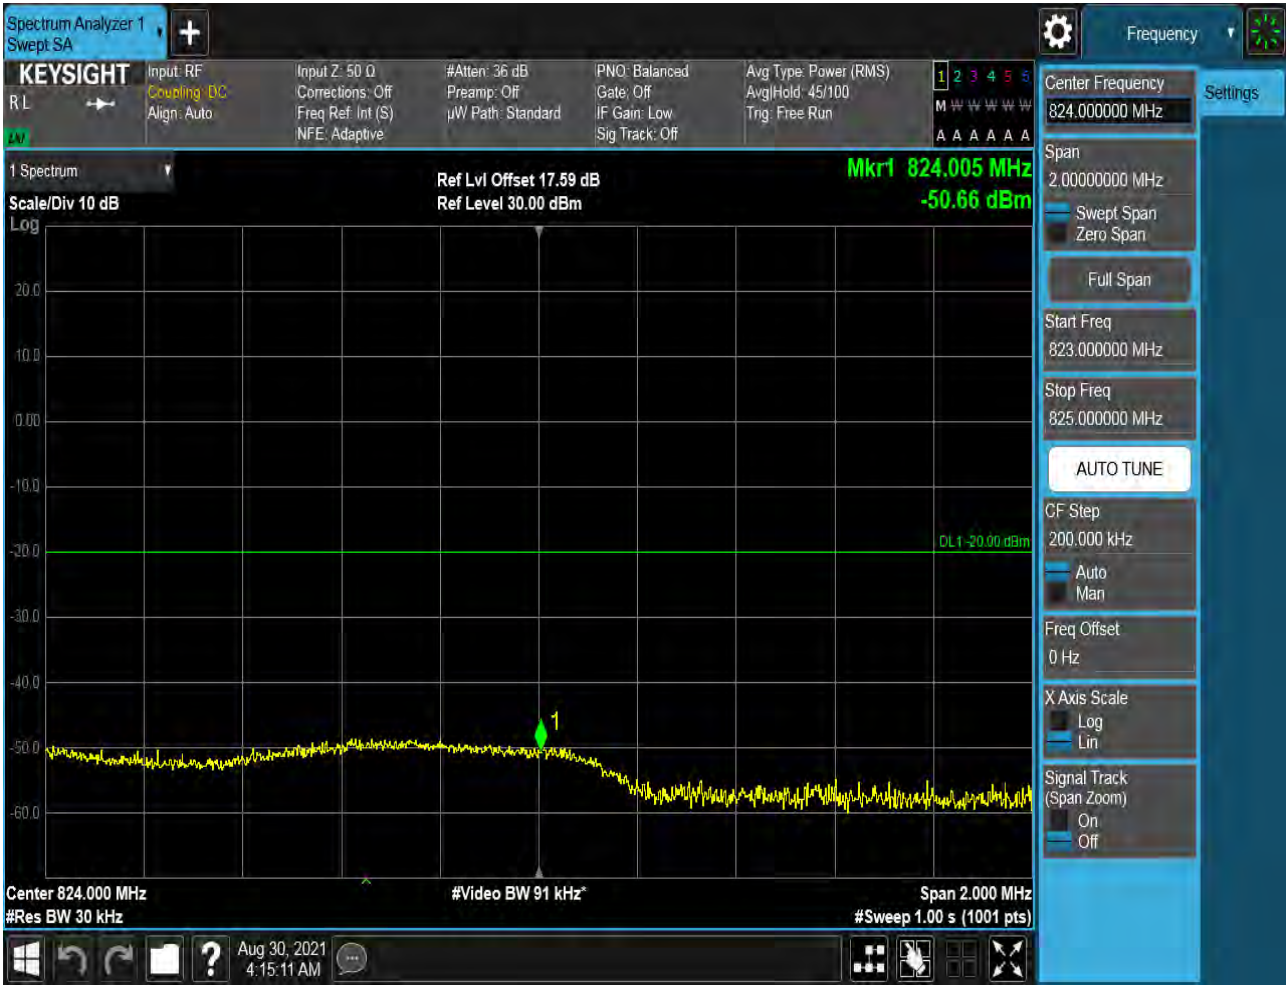 Spectrum Analyzer 1
Swept SA
Frequency
KEYSIGHT
R L
LXI
Input: RF
Coupling: DC
Align: Auto
Input Z: 50 Ω
Corrections: Off
Freq Ref: Int (S)
NFE: Adaptive
#Atten: 36 dB
Preamp: Off
µW Path: Standard
PNO: Balanced
Gate: Off
IF Gain: Low
Sig Track: Off
Avg Type: Power (RMS)
Avg|Hold: 45/100
Trig: Free Run
1 2 3 4 5 6
M W W W W W
A A A A A A
1 Spectrum
Scale/Div 10 dB
Log
Ref Lvl Offset 17.59 dB
Ref Level 30.00 dBm
Mkr1 824.005 MHz
-50.66 dBm
20.0
10.0
0.00
-10.0
-20.0
DL1 -20.00 dBm
-30.0
-40.0
1
-50.0
-60.0
Center 824.000 MHz
#Res BW 30 kHz
#Video BW 91 kHz*
Span 2.000 MHz
#Sweep 1.00 s (1001 pts)
Aug 30, 2021
4:15:11 AM
Center Frequency
824.000000 MHz
Settings
Span
2.00000000 MHz
Swept Span
Zero Span
Full Span
Start Freq
823.000000 MHz
Stop Freq
825.000000 MHz
AUTO TUNE
CF Step
200.000 kHz
Auto
Man
Freq Offset
0 Hz
X Axis Scale
Log
Lin
Signal Track
(Span Zoom)
On
Off